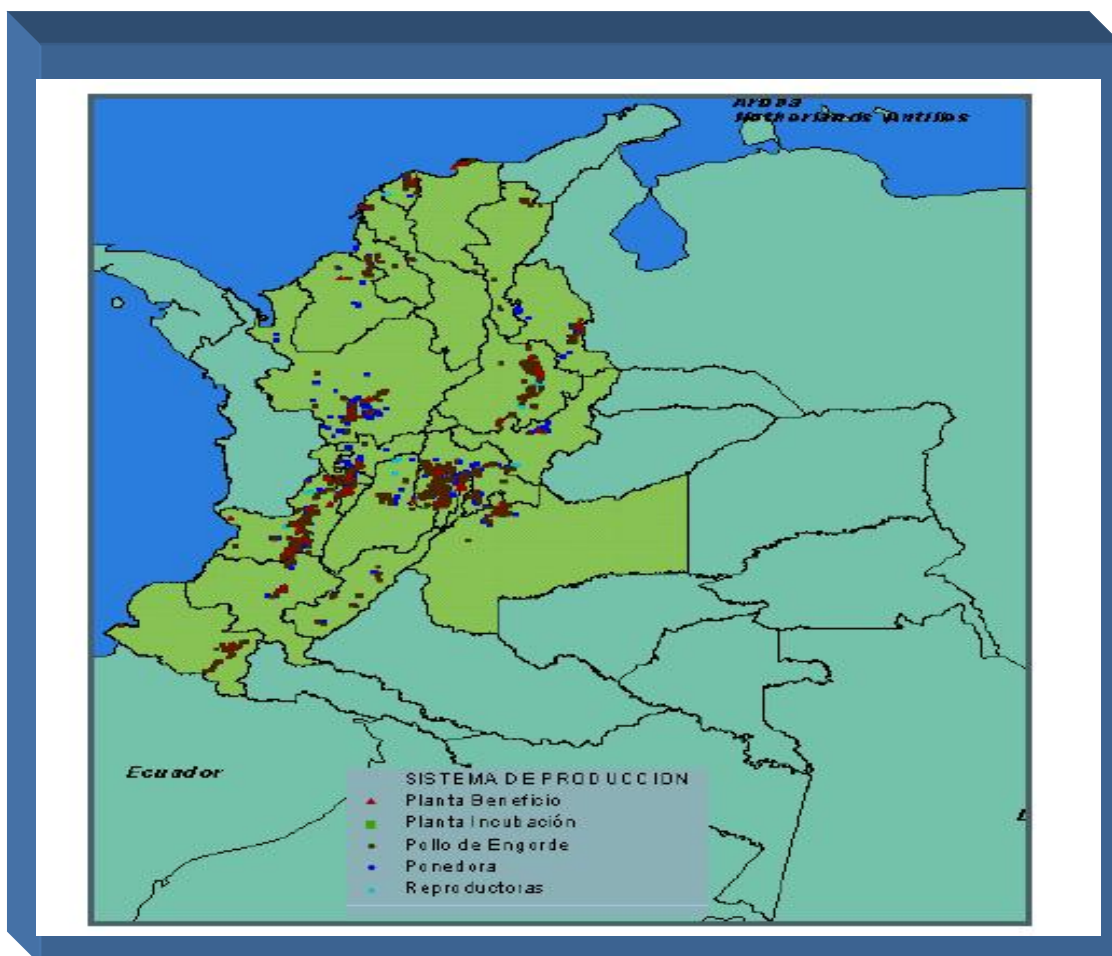 Aruba
Netherlands Antilles
Ecuador
SISTEMA DE PRODUCCION
Planta Beneficio
Planta Incubación
Pollo de Engorde
Ponedora
Reproductoras